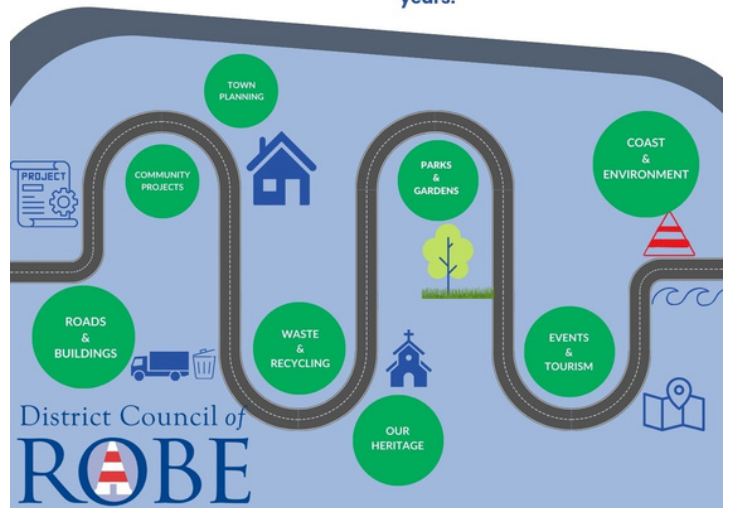 years.
TOWN
PLANNING
COMMUNITY
PROJECTS
PROJECT
PARKS
&
GARDENS
COAST
&
ENVIRONMENT
ROADS
&
BUILDINGS
WASTE
&
RECYCLING
EVENTS
&
TOURISM
OUR
HERITAGE
District Council of
ROBE